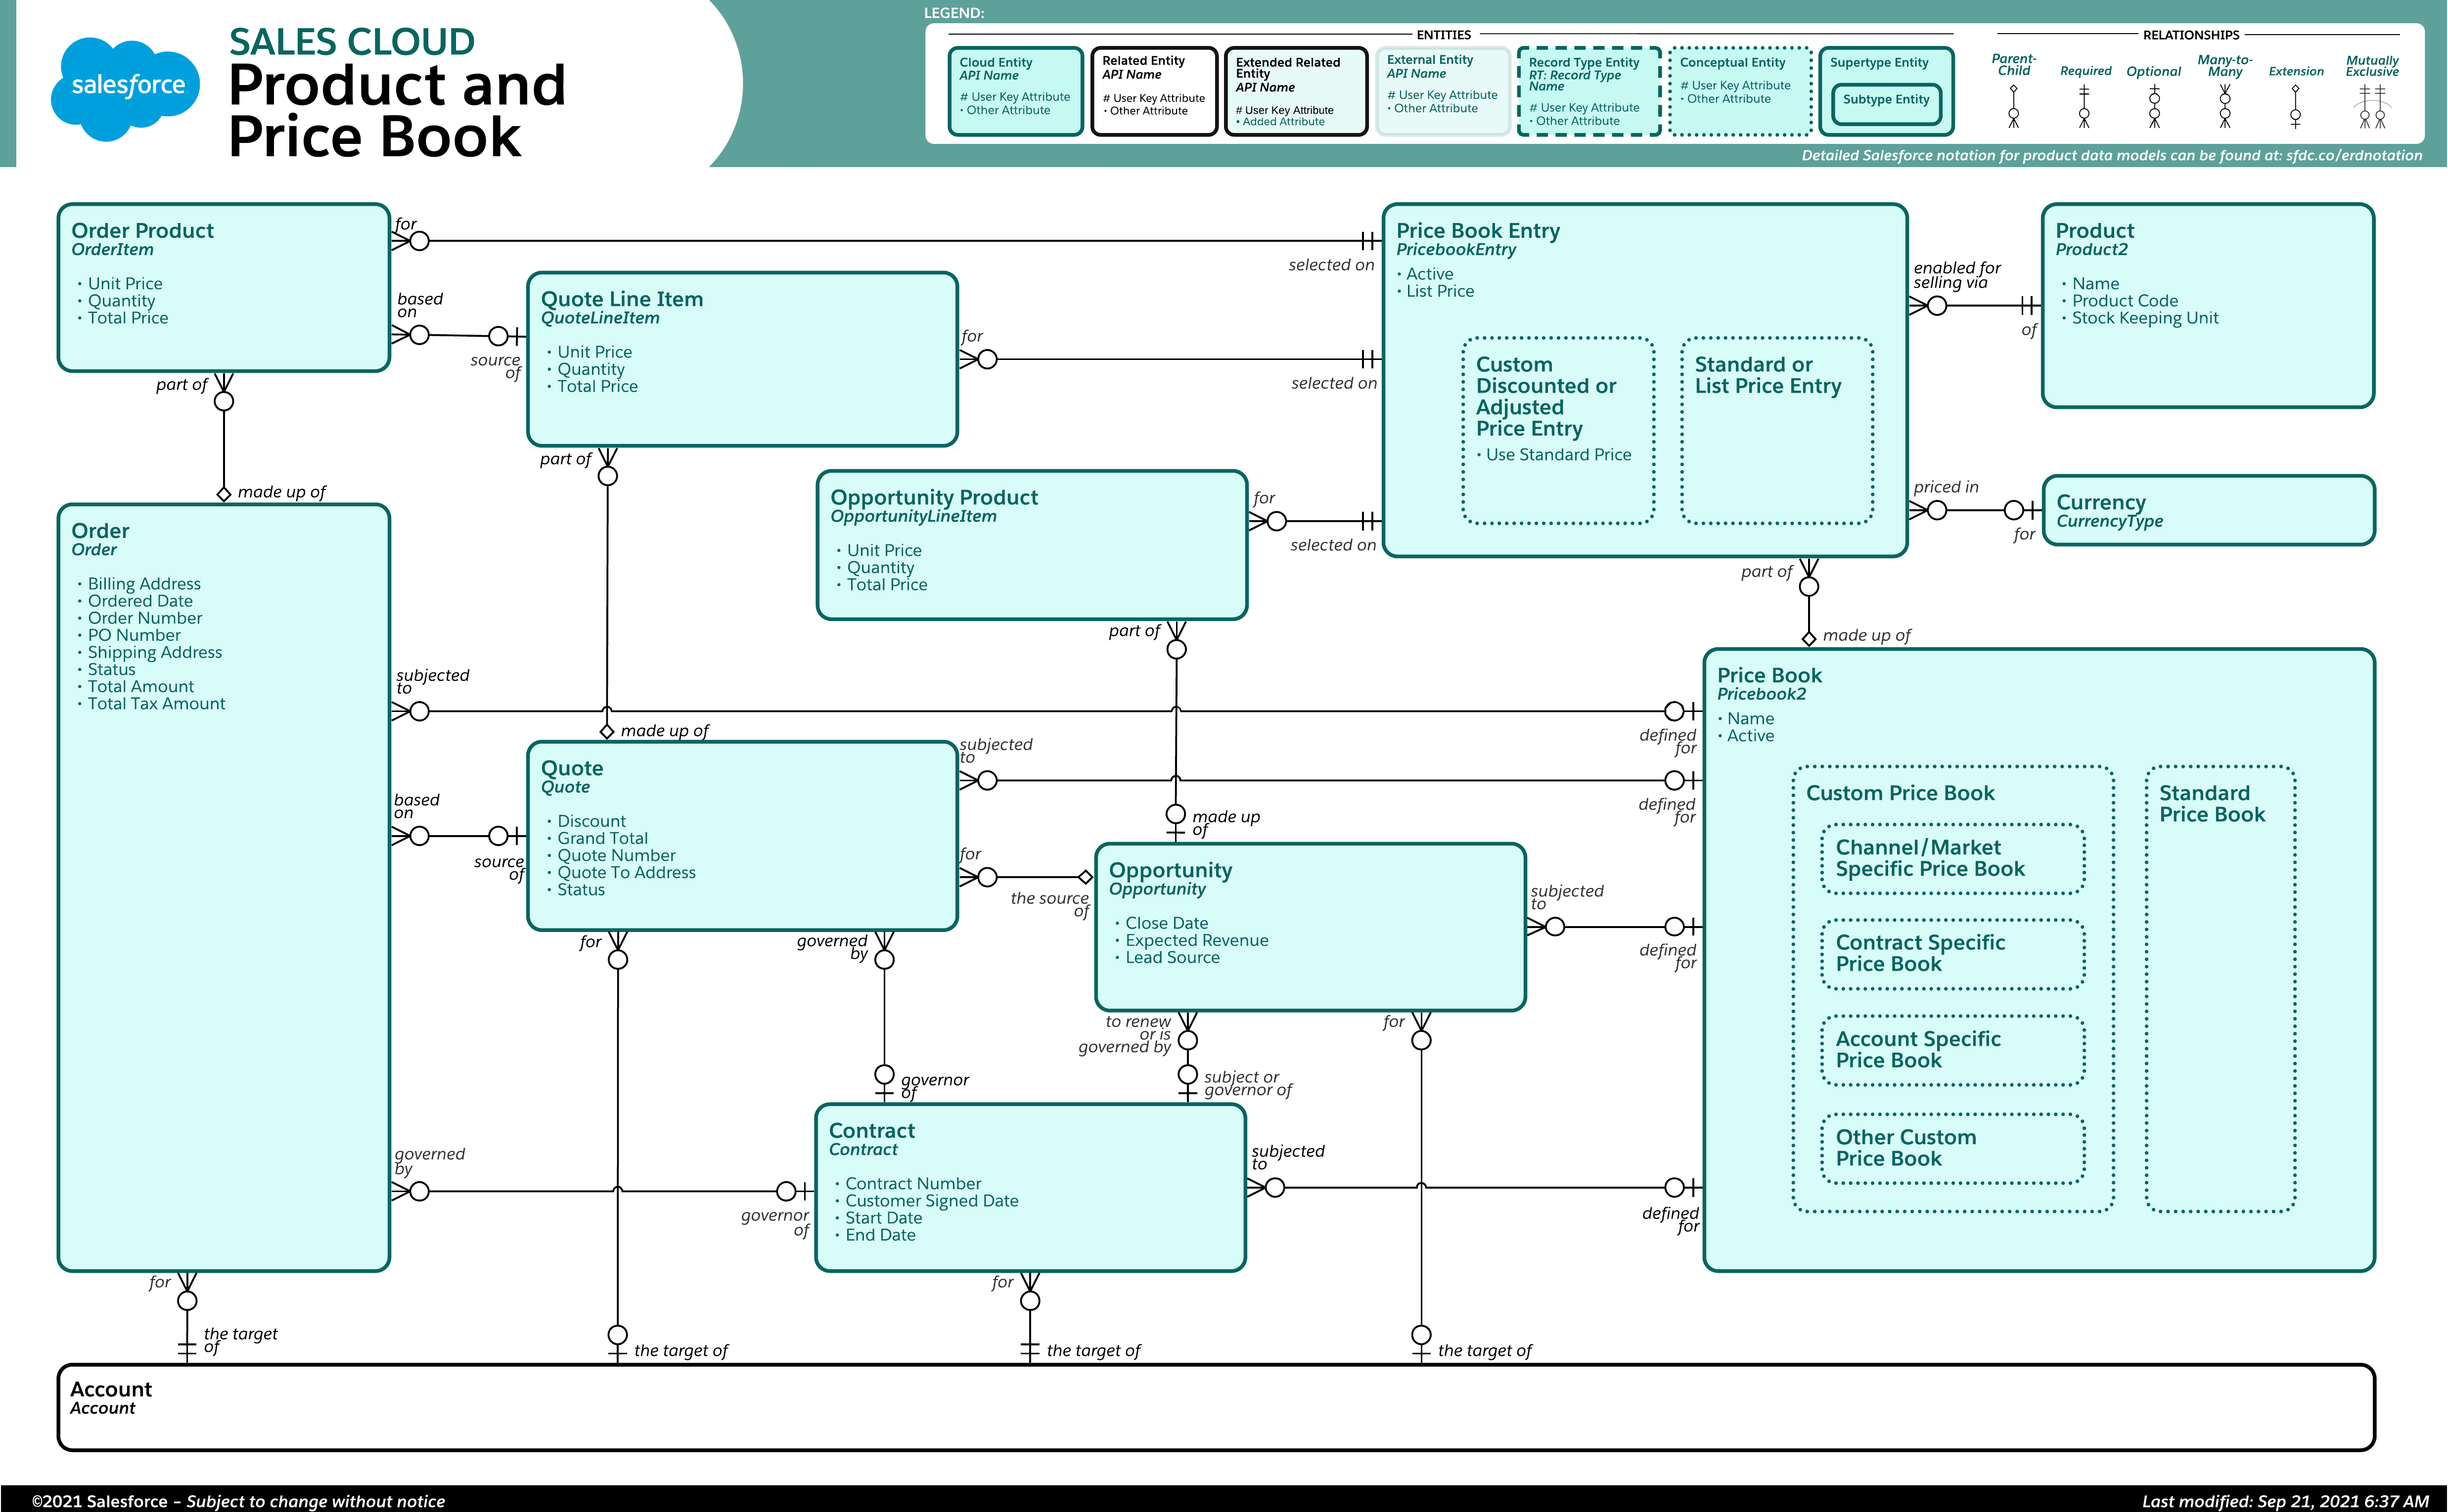 salesforce
SALES CLOUD
Product and
Price Book
LEGEND:
ENTITIES
Cloud Entity
API Name
# User Key Attribute
• Other Attribute
Related Entity
API Name
# User Key Attribute
• Other Attribute
Extended Related
Entity
API Name
# User Key Attribute
• Added Attribute
External Entity
API Name
# User Key Attribute
• Other Attribute
Record Type Entity
RT: Record Type
Name
# User Key Attribute
• Other Attribute
Conceptual Entity
# User Key Attribute
• Other Attribute
Supertype Entity
Subtype Entity
RELATIONSHIPS
Parent-
Child
Required
Optional
Many-to-
Many
Extension
Mutually
Exclusive
Detailed Salesforce notation for product data models can be found at: sfdc.co/erdnotation
Order Product
OrderItem
• Unit Price
• Quantity
• Total Price
for
selected on
based
on
source
of
part of
made up of
Quote Line Item
QuoteLineItem
• Unit Price
• Quantity
• Total Price
for
selected on
part of
made up of
Opportunity Product
OpportunityLineItem
• Unit Price
• Quantity
• Total Price
for
selected on
part of
made up
of
Price Book Entry
PricebookEntry
• Active
• List Price
Custom
Discounted or
Adjusted
Price Entry
• Use Standard Price
Standard or
List Price Entry
enabled for
selling via
of
Product
Product2
• Name
• Product Code
• Stock Keeping Unit
priced in
for
Currency
CurrencyType
part of
made up of
Order
Order
• Billing Address
• Ordered Date
• Order Number
• PO Number
• Shipping Address
• Status
• Total Amount
• Total Tax Amount
subjected
to
defined
for
based
on
source
of
governed
by
governor
of
for
the target
of
Quote
Quote
• Discount
• Grand Total
• Quote Number
• Quote To Address
• Status
subjected
to
defined
for
for
the source
of
for
the target of
governed
by
governor
of
Opportunity
Opportunity
• Close Date
• Expected Revenue
• Lead Source
subjected
to
defined
for
to renew
or is
governed by
subject or
governor of
for
the target of
Contract
Contract
• Contract Number
• Customer Signed Date
• Start Date
• End Date
subjected
to
defined
for
for
the target of
Price Book
Pricebook2
• Name
• Active
Custom Price Book
Channel/Market
Specific Price Book
Contract Specific
Price Book
Account Specific
Price Book
Other Custom
Price Book
Standard
Price Book
Account
Account
©2021 Salesforce – Subject to change without notice
Last modified: Sep 21, 2021 6:37 AM